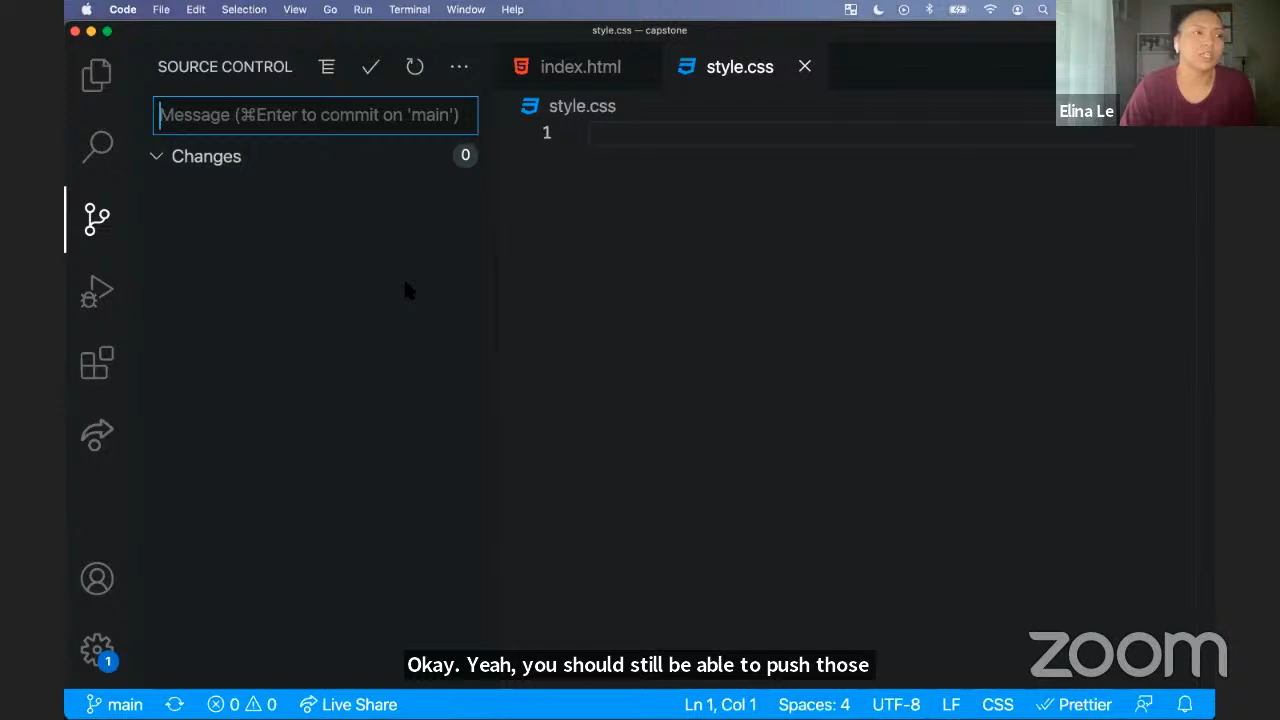 Code File Edit Selection View Go Run Terminal Window Help
style.css — capstone
SOURCE CONTROL
index.html
style.css
Message (⌘Enter to commit on 'main')
Changes
0
style.css
1
Elina Le
1
Okay. Yeah, you should still be able to push those
zoom
main
0
0
Live Share
Ln 1, Col 1
Spaces: 4
UTF-8
LF
CSS
Prettier